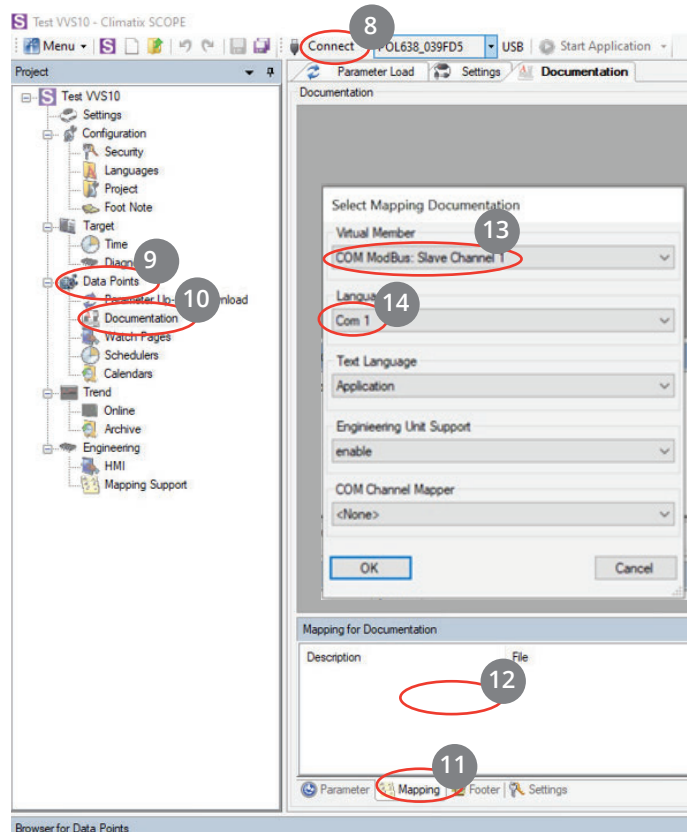 Test VVS10 - Climatix SCOPE
8
Menu
Connect
POL638_039FD5
USB
Start Application
Project
Parameter Load
Settings
Documentation
Test VVS10
Settings
Configuration
Security
Languages
Project
Foot Note
Target
Time
9
Data Points
10
Documentation
Watch Pages
Schedulers
Calendars
Trend
Online
Archive
Engineering
HMI
Mapping Support
Documentation
Select Mapping Documentation
Virtual Member
13
COM ModBus: Slave Channel 1
14
Com 1
Text Language
Application
Enginieering Unit Support
enable
COM Channel Mapper
<None>
OK
Cancel
Mapping for Documentation
Description
File
12
11
Parameter
Mapping
Footer
Settings
Browser for Data Points